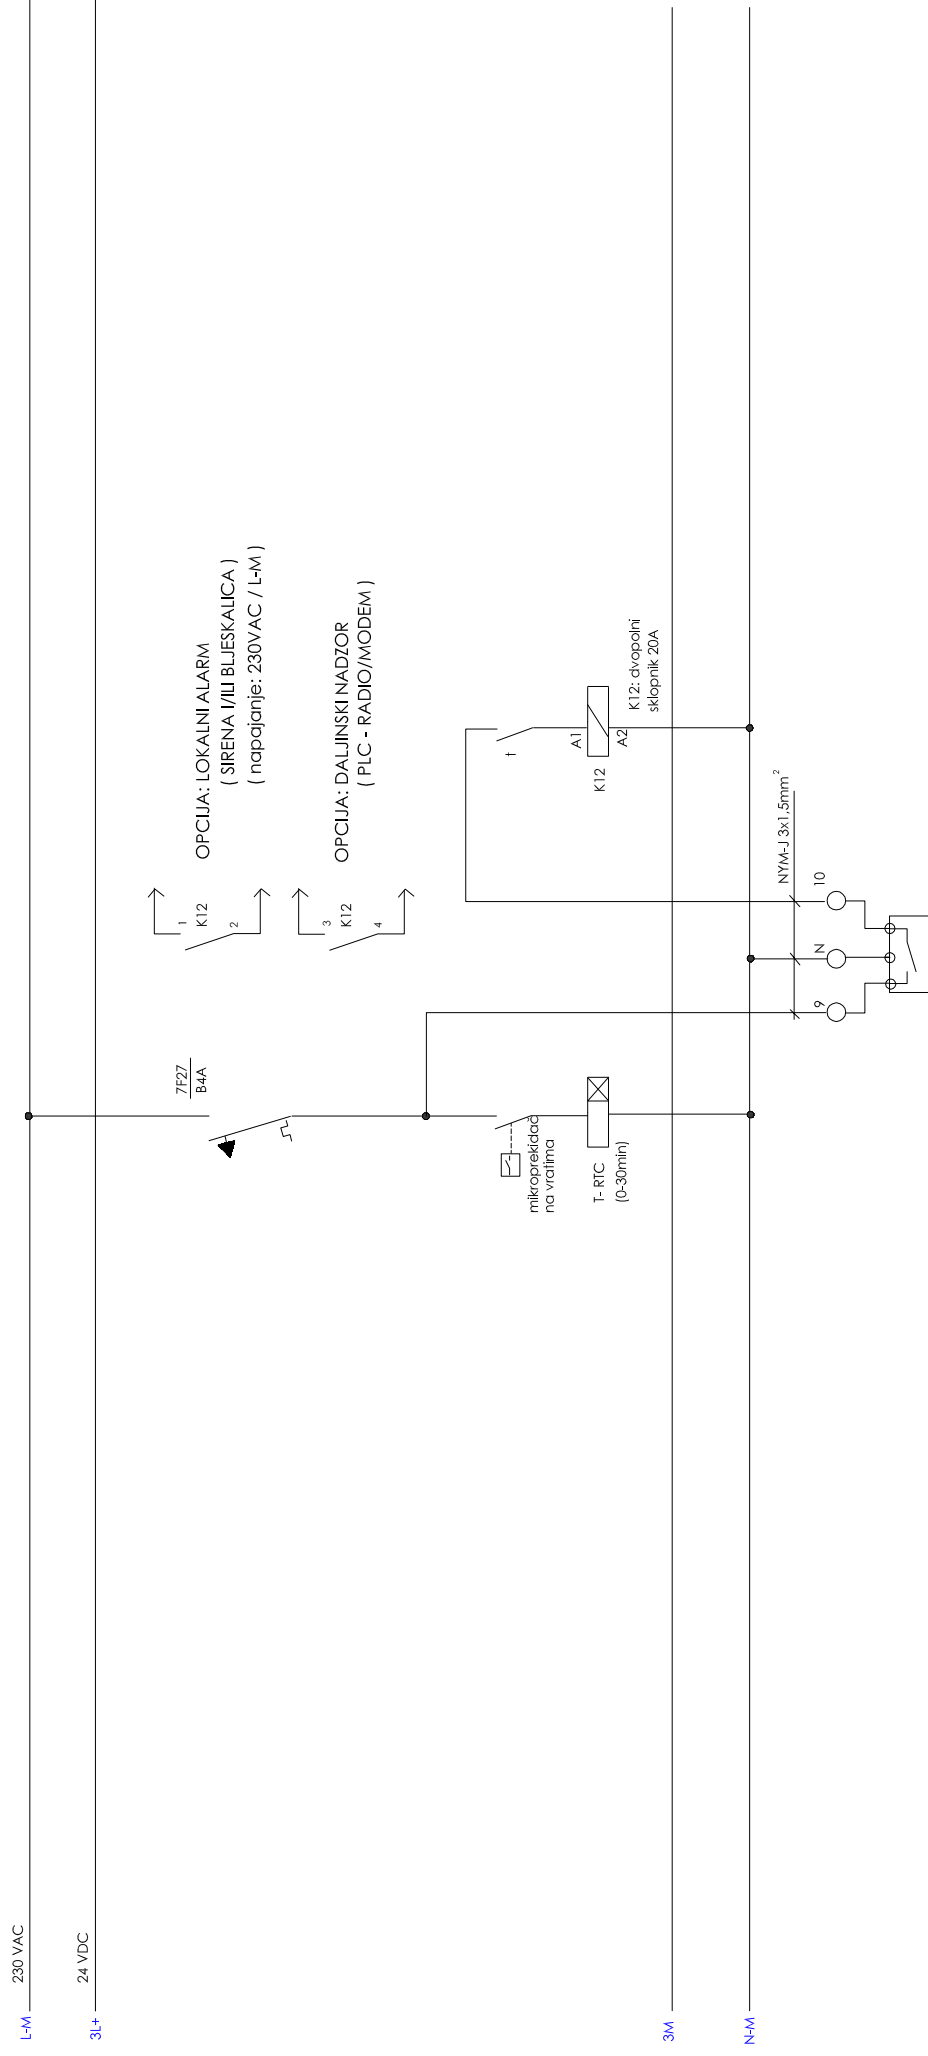 L-M
230 VAC
3L+
24 VDC
7F27
B4A
1
K12
2
OPCIJA: LOKALNI ALARM
( SIRENA I/ILI BLJESKALICA )
( napajanje: 230VAC / L-M )
3
K12
4
OPCIJA: DALJINSKI NADZOR
( PLC - RADIO/MODEM )
mikroprekidač
na vratima
T- RTC
(0-30min)
t
A1
K12
A2
K12: dvopolni
sklopnik 20A
3M
N-M
NYM-J 3x1,5mm²
9
N
10